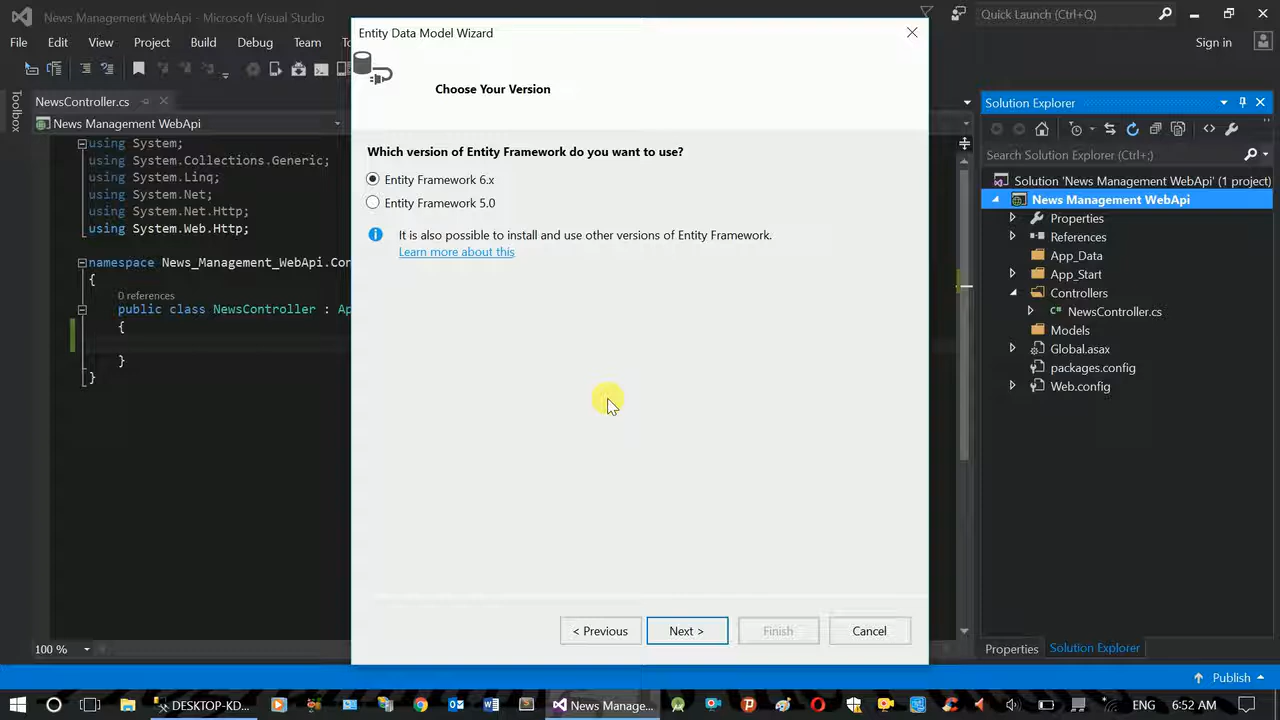 News Management WebApi - Microsoft Visual Studio
Quick Launch (Ctrl+Q)
File Edit View Project Build Debug Team
Sign in
Toolbox
NewsController.cs
News Management WebApi
using System;
using System.Collections.Generic;
using System.Linq;
using System.Net;
using System.Net.Http;
using System.Web.Http;
namespace News_Management_WebApi.Con
{
0 references
public class NewsController : Ap
{
}
}
100 %
Entity Data Model Wizard
Choose Your Version
Which version of Entity Framework do you want to use?
Entity Framework 6.x
Entity Framework 5.0
It is also possible to install and use other versions of Entity Framework.
Learn more about this
< Previous
Next >
Finish
Cancel
Solution Explorer
Search Solution Explorer (Ctrl+;)
Solution 'News Management WebApi' (1 project)
News Management WebApi
Properties
References
App_Data
App_Start
Controllers
NewsController.cs
Models
Global.asax
packages.config
Web.config
Properties
Solution Explorer
Publish
DESKTOP-KD...
News Manage...
ENG
6:52 AM